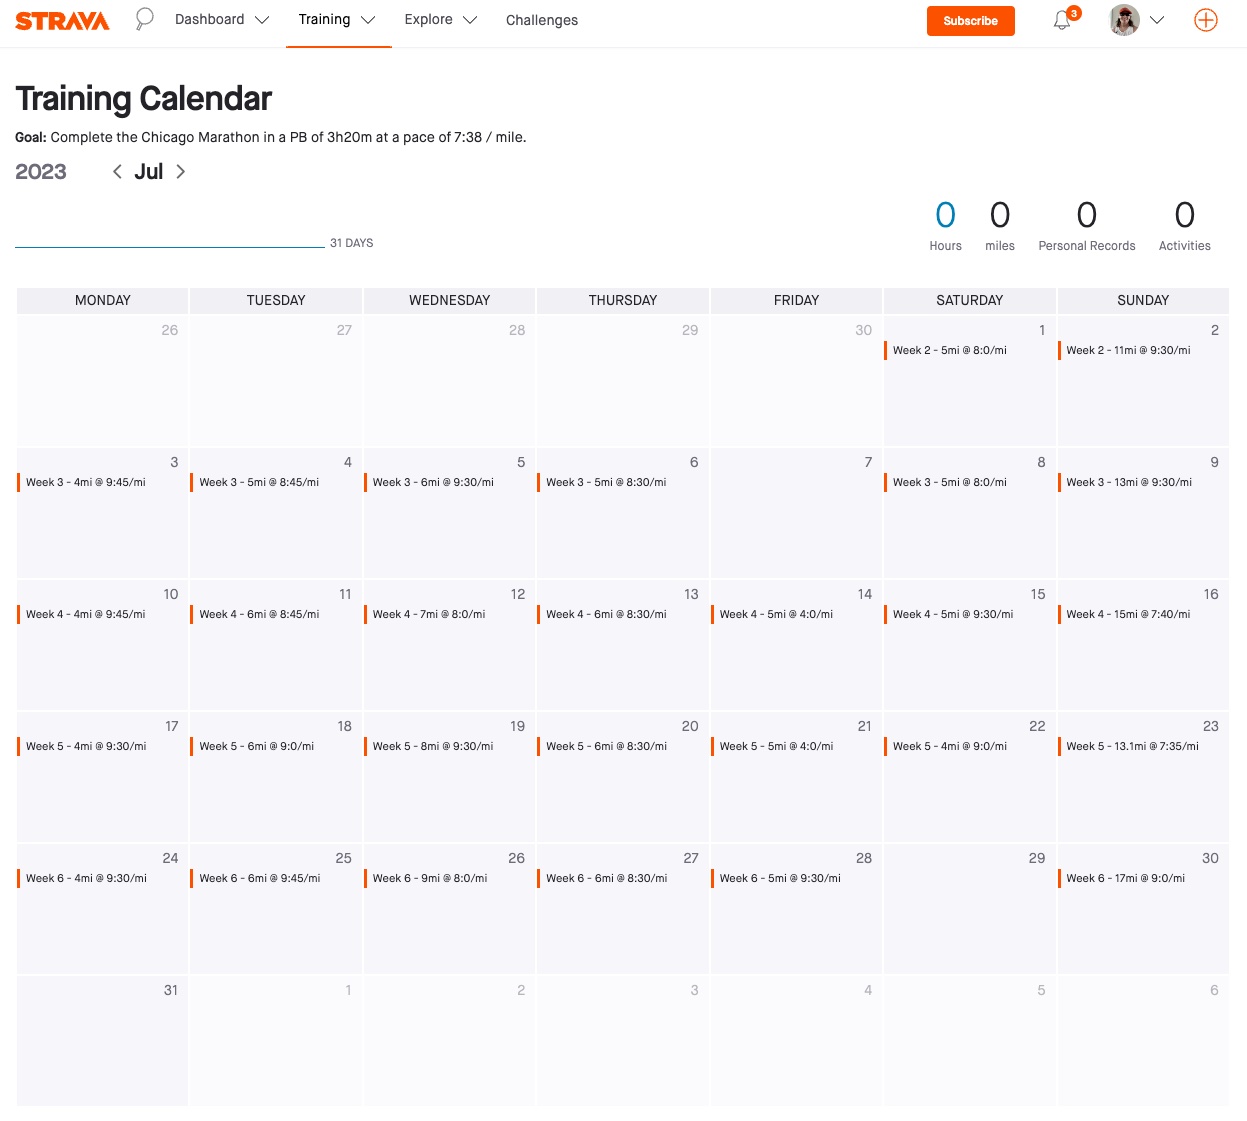 STRAVA Dashboard Training Explore Challenges Subscribe 3
Training Calendar
Goal: Complete the Chicago Marathon in a PB of 3h20m at a pace of 7:38 / mile.
2023 Jul
0 0 0 0
31 DAYS Hours miles Personal Records Activities
MONDAY TUESDAY WEDNESDAY THURSDAY FRIDAY SATURDAY SUNDAY
26 27 28 29 30 1 2
Week 2 - 5mi @ 8:0/mi Week 2 - 11mi @ 9:30/mi
3 4 5 6 7 8 9
Week 3 - 4mi @ 9:45/mi Week 3 - 5mi @ 8:45/mi Week 3 - 6mi @ 9:30/mi Week 3 - 5mi @ 8:30/mi Week 3 - 5mi @ 8:0/mi Week 3 - 13mi @ 9:30/mi
10 11 12 13 14 15 16
Week 4 - 4mi @ 9:45/mi Week 4 - 6mi @ 8:45/mi Week 4 - 7mi @ 8:0/mi Week 4 - 6mi @ 8:30/mi Week 4 - 5mi @ 4:0/mi Week 4 - 5mi @ 9:30/mi Week 4 - 15mi @ 7:40/mi
17 18 19 20 21 22 23
Week 5 - 4mi @ 9:30/mi Week 5 - 6mi @ 9:0/mi Week 5 - 8mi @ 9:30/mi Week 5 - 6mi @ 8:30/mi Week 5 - 5mi @ 4:0/mi Week 5 - 4mi @ 9:0/mi Week 5 - 13.1mi @ 7:35/mi
24 25 26 27 28 29 30
Week 6 - 4mi @ 9:30/mi Week 6 - 6mi @ 9:45/mi Week 6 - 9mi @ 8:0/mi Week 6 - 6mi @ 8:30/mi Week 6 - 5mi @ 9:30/mi Week 6 - 17mi @ 9:0/mi
31 1 2 3 4 5 6